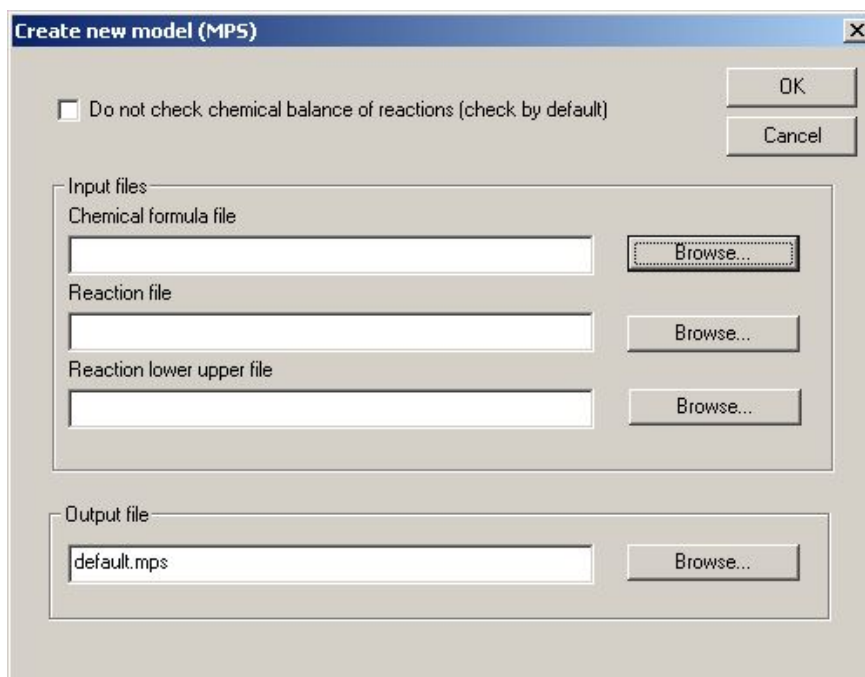 Create new model (MPS)
OK
Do not check chemical balance of reactions (check by default)
Cancel
Input files
Chemical formula file
Browse...
Reaction file
Browse...
Reaction lower upper file
Browse...
Output file
default.mps
Browse...